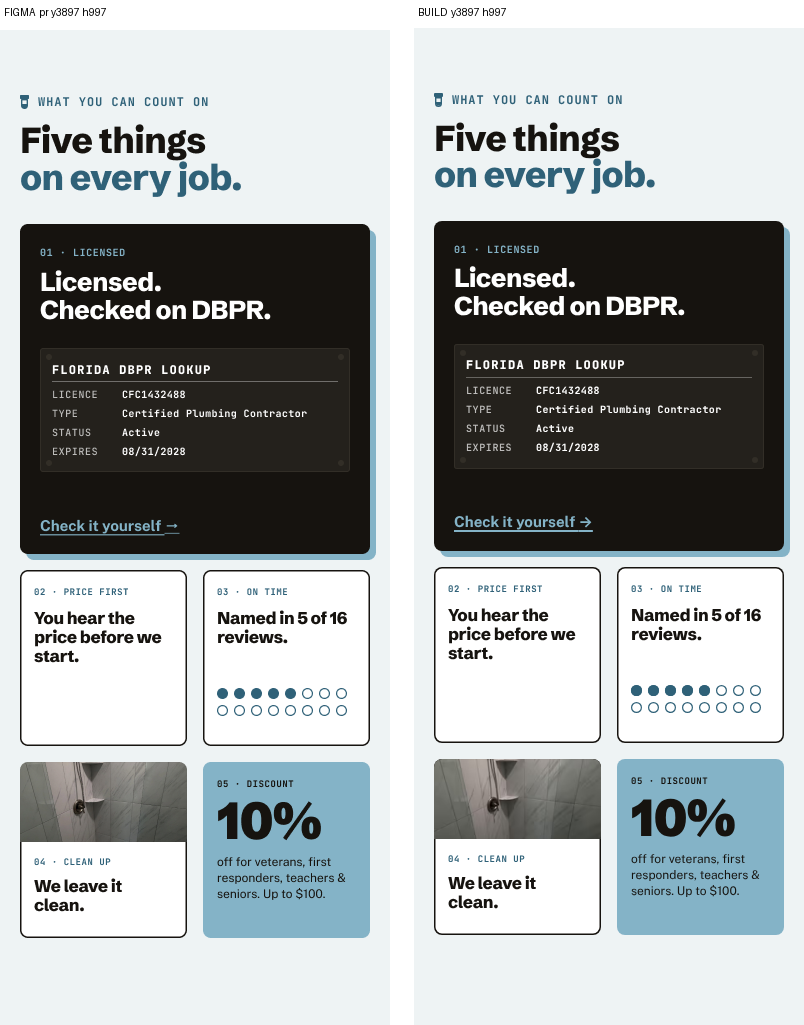 FIGMA pr y3897 h997
WHAT YOU CAN COUNT ON
Five things
on every job.
01 · LICENSED
Licensed.
Checked on DBPR.
FLORIDA DBPR LOOKUP
LICENCE CFC1432488
TYPE Certified Plumbing Contractor
STATUS Active
EXPIRES 08/31/2028
Check it yourself →
02 · PRICE FIRST
You hear the
price before we
start.
03 · ON TIME
Named in 5 of 16
reviews.
04 · CLEAN UP
We leave it
clean.
05 · DISCOUNT
10%
off for veterans, first
responders, teachers &
seniors. Up to $100.
BUILD y3897 h997
WHAT YOU CAN COUNT ON
Five things
on every job.
01 · LICENSED
Licensed.
Checked on DBPR.
FLORIDA DBPR LOOKUP
LICENCE CFC1432488
TYPE Certified Plumbing Contractor
STATUS Active
EXPIRES 08/31/2028
Check it yourself →
02 · PRICE FIRST
You hear the
price before we
start.
03 · ON TIME
Named in 5 of 16
reviews.
04 · CLEAN UP
We leave it
clean.
05 · DISCOUNT
10%
off for veterans, first
responders, teachers &
seniors. Up to $100.